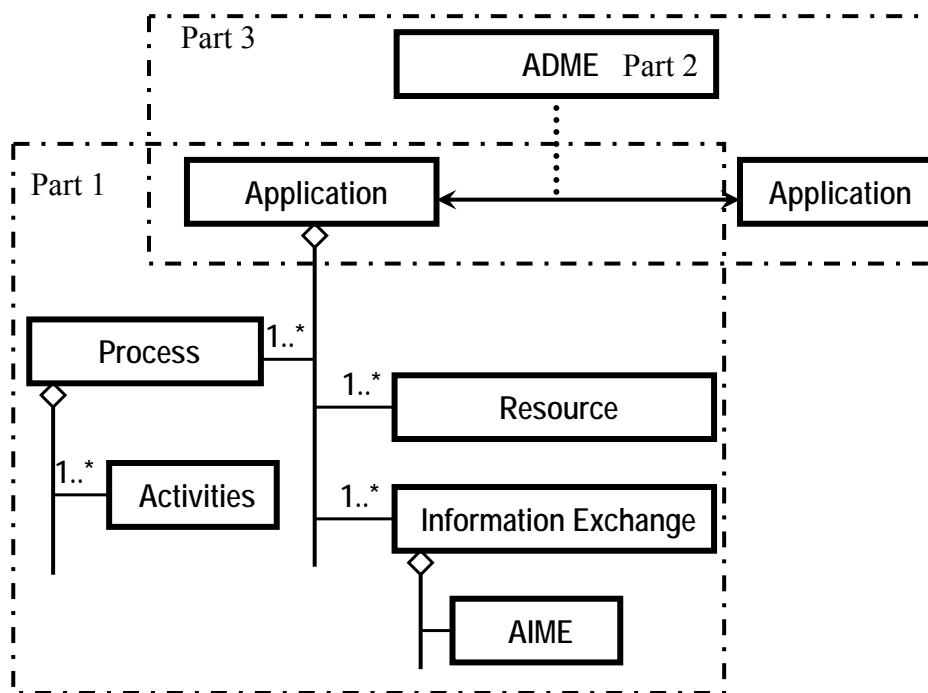 Part 3
ADME Part 2
Part 1
Application
Application
Process
1..*
1..*
Resource
1..*
Activities
1..*
Information Exchange
AIME